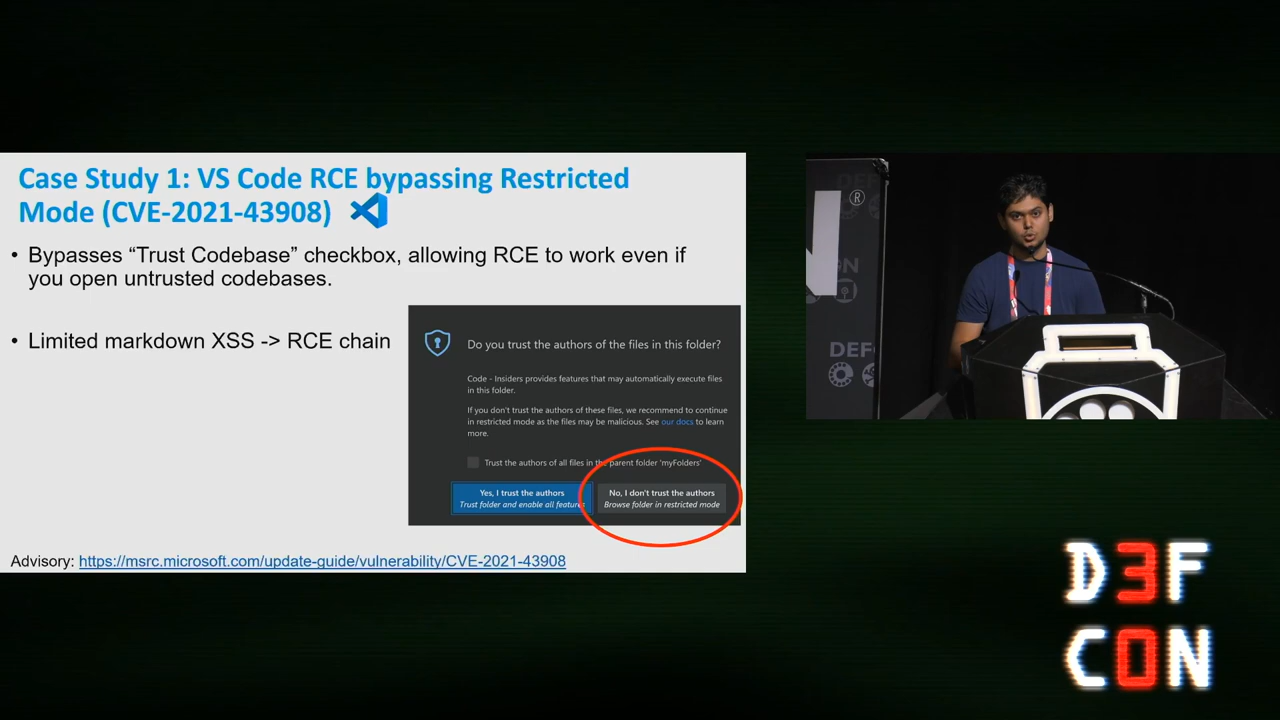 Case Study 1: VS Code RCE bypassing Restricted
Mode (CVE-2021-43908)
• Bypasses “Trust Codebase” checkbox, allowing RCE to work even if
you open untrusted codebases.
• Limited markdown XSS -> RCE chain
Do you trust the authors of the files in this folder?
Code - Insiders provides features that may automatically execute files
in this folder.
If you don't trust the authors of these files, we recommend to continue
in restricted mode as the files may be malicious. See our docs to learn
more.
Trust the authors of all files in the parent folder 'myFolders'
Yes, I trust the authors
Trust folder and enable all features
No, I don't trust the authors
Browse folder in restricted mode
Advisory: https://msrc.microsoft.com/update-guide/vulnerability/CVE-2021-43908
N®
DEF
D3F
C0N